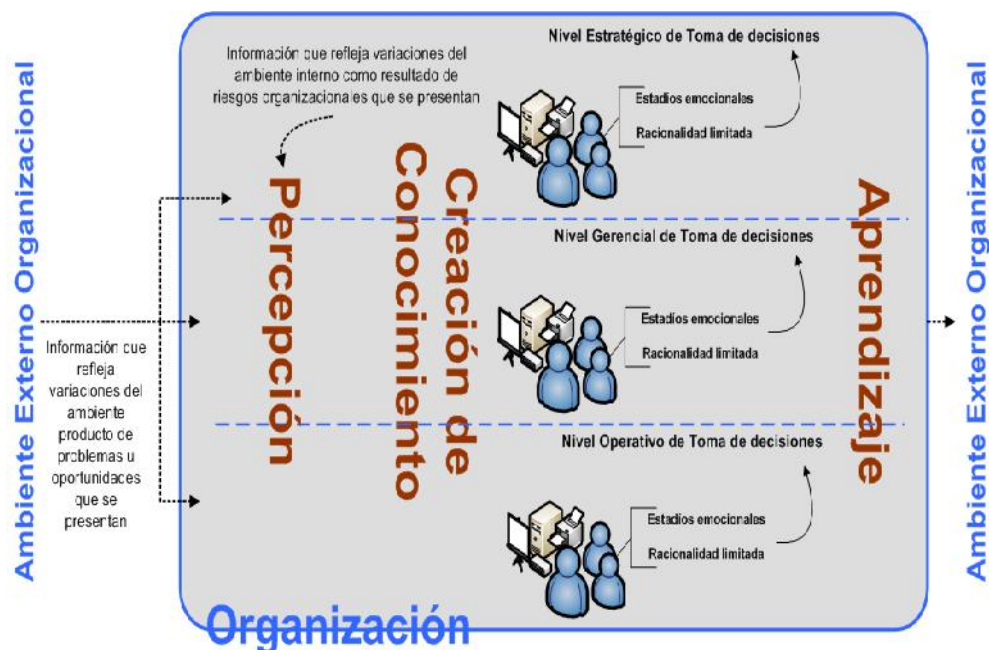 Ambiente Externo Organizacional
Información que refleja variaciones del
ambiente interno como resultado de
riesgos organizacionales que se presentan
Información que
refleja
variaciones del
ambiente
producto de
problemas u
oportunidades
que se
presentan
Percepción
Creación de
Conocimiento
Nivel Estratégico de Toma de decisiones
Estadios emocionales
Racionalidad limitada
Nivel Gerencial de Toma de decisiones
Estadios emocionales
Racionalidad limitada
Nivel Operativo de Toma de decisiones
Estadios emocionales
Racionalidad limitada
Aprendizaje
Organización
Ambiente Externo Organizacional